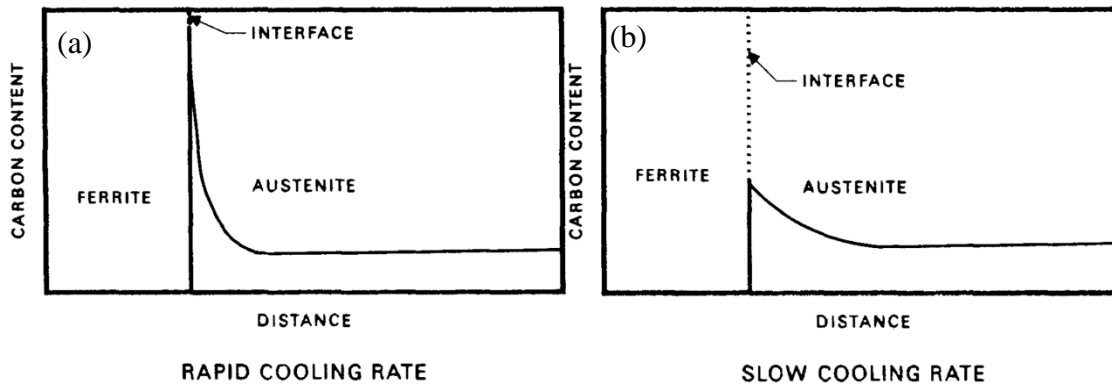 (a)
INTERFACE
CARBON CONTENT
FERRITE
AUSTENITE
DISTANCE
RAPID COOLING RATE
(b)
INTERFACE
CARBON CONTENT
FERRITE
AUSTENITE
DISTANCE
SLOW COOLING RATE